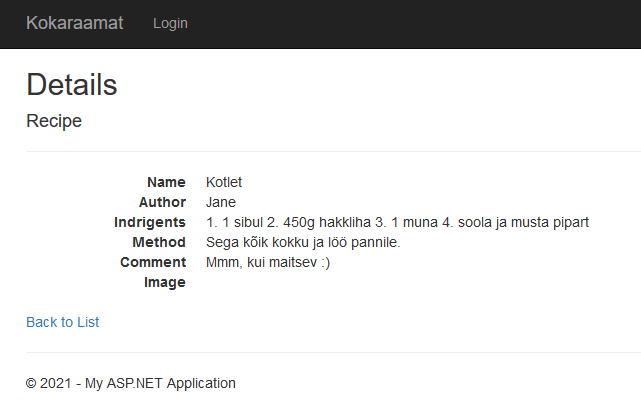 Kokaraamat Login
Details
Recipe
Name Kotlet
Author Jane
Indrigents 1. 1 sibul 2. 450g hakkliha 3. 1 muna 4. soola ja musta pipart
Method Sega kõik kokku ja löö pannile.
Comment Mmm, kui maitsev :)
Image
Back to List
© 2021 - My ASP.NET Application